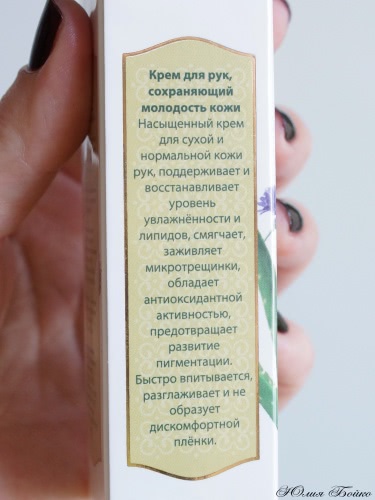 Крем для рук,
сохраняющий
молодость кожи
Насыщенный крем
для сухой и
нормальной кожи
рук, поддерживает и
восстанавливает
уровень
увлажнённости и
липидов, смягчает,
заживляет
микротрещинки,
обладает
антиоксидантной
активностью,
предотвращает
развитие
пигментации.
Быстро впитывается,
разглаживает и не
образует
дискомфортной
плёнки.
Юлия Бойко